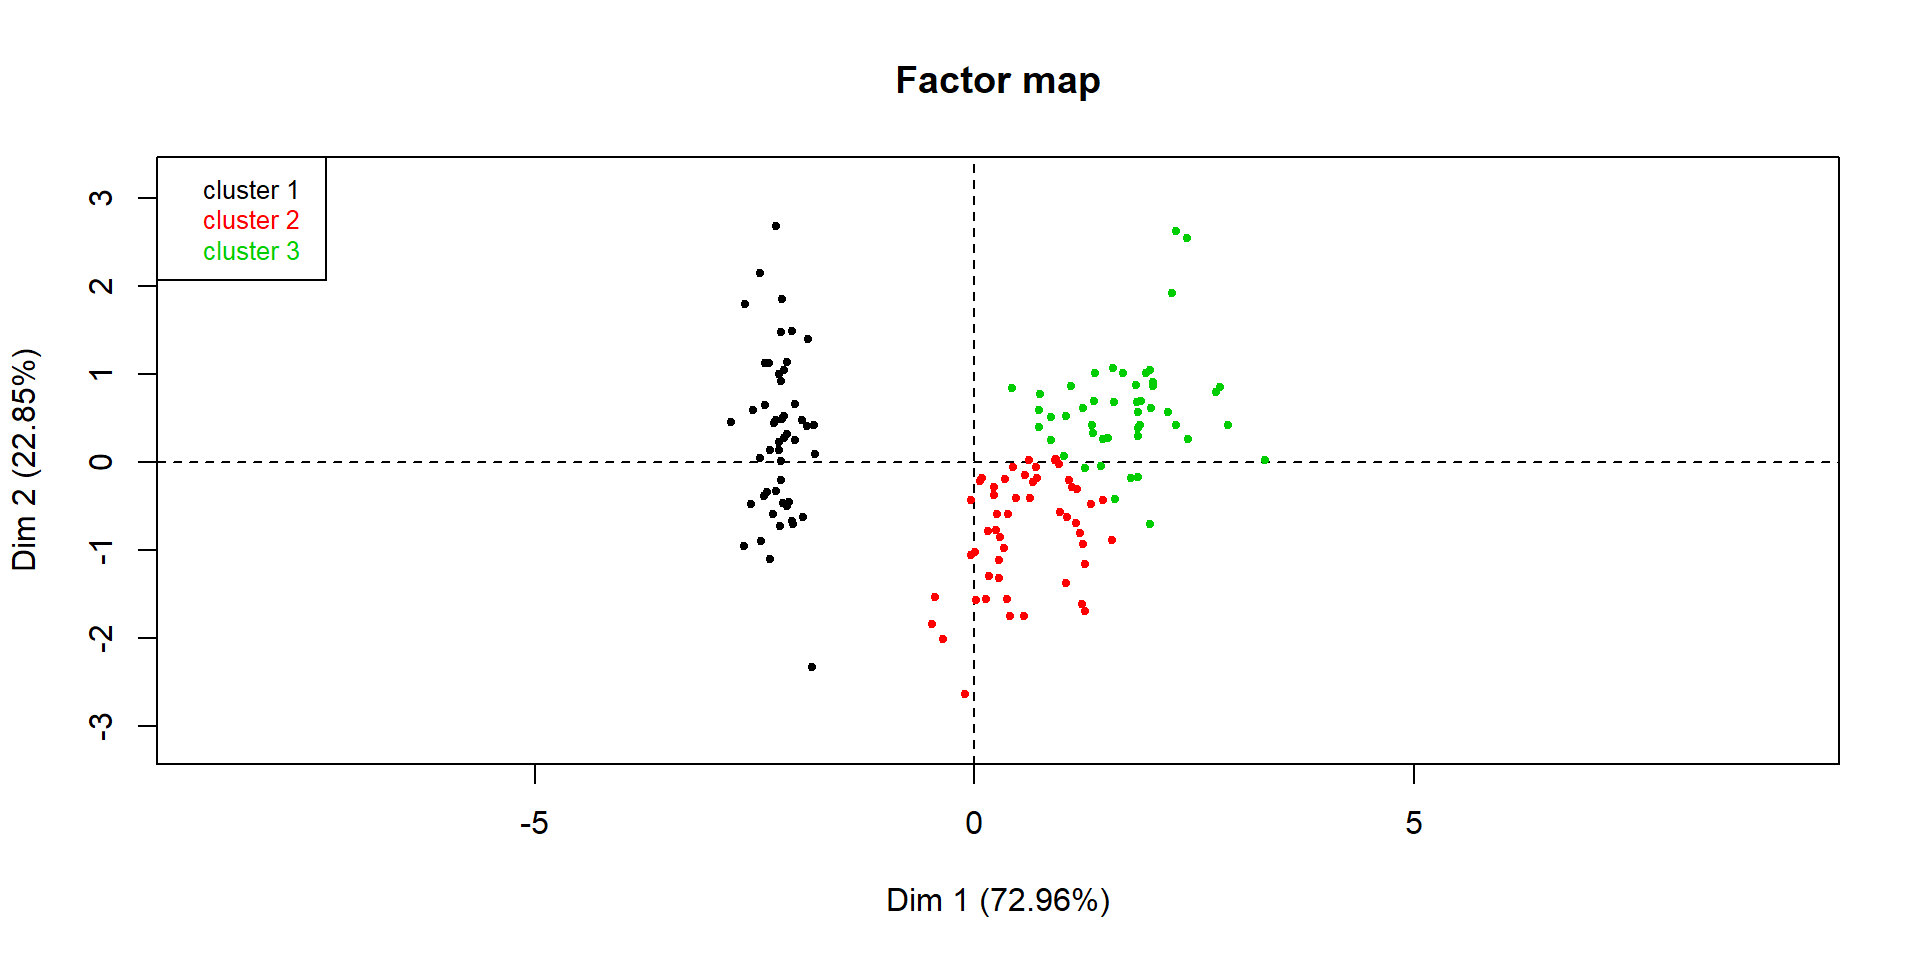 Factor map
cluster 1
cluster 2
cluster 3
3
2
1
0
-1
-2
-3
Dim 2 (22.85%)
-5
0
5
Dim 1 (72.96%)